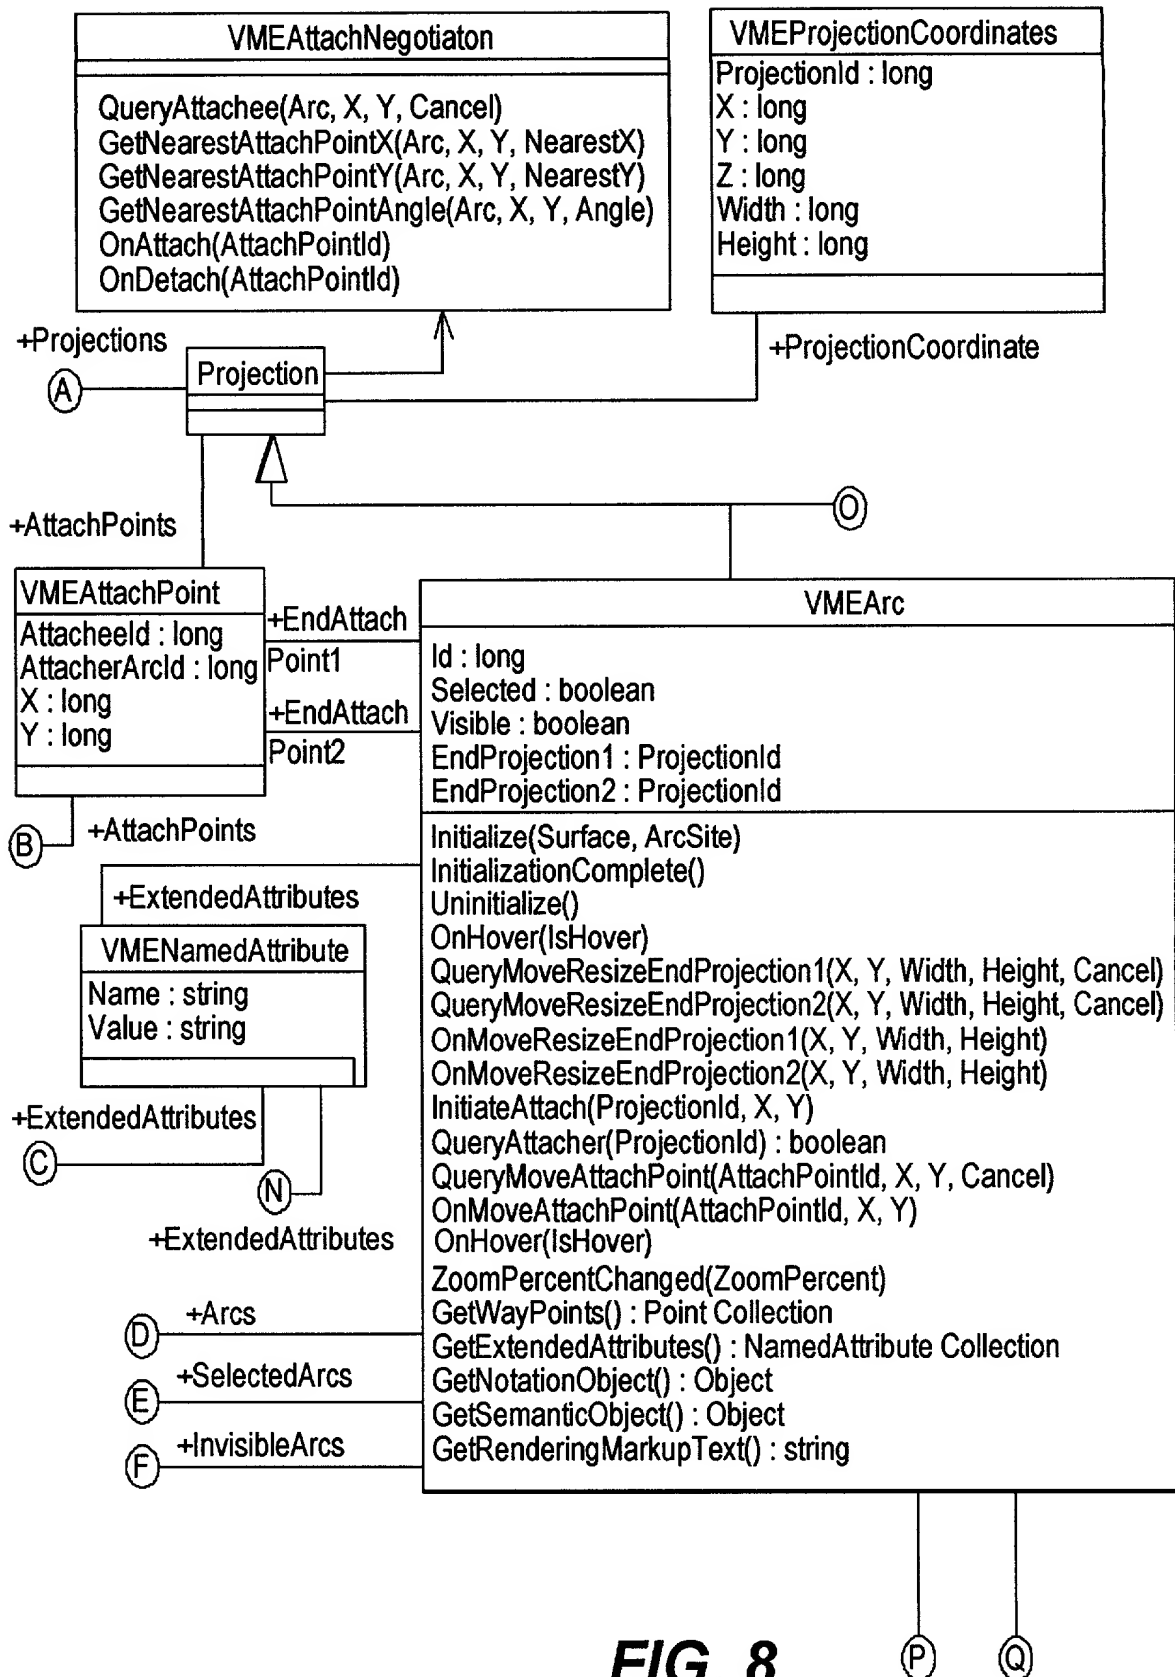 VMEAttachNegotiaton
QueryAttachee(Arc, X, Y, Cancel)
GetNearestAttachPointX(Arc, X, Y, NearestX)
GetNearestAttachPointY(Arc, X, Y, NearestY)
GetNearestAttachPointAngle(Arc, X, Y, Angle)
OnAttach(AttachPointId)
OnDetach(AttachPointId)
VMEProjectionCoordinates
ProjectionId : long
X : long
Y : long
Z : long
Width : long
Height : long
+Projections
A
Projection
+ProjectionCoordinate
O
+AttachPoints
VMEAttachPoint
AttacheeId : long
AttacherArcId : long
X : long
Y : long
+EndAttach
Point1
+EndAttach
Point2
B
+AttachPoints
+ExtendedAttributes
VMENamedAttribute
Name : string
Value : string
+ExtendedAttributes
C
N
+ExtendedAttributes
+Arcs
D
+SelectedArcs
E
+InvisibleArcs
F
VMEArc
Id : long
Selected : boolean
Visible : boolean
EndProjection1 : ProjectionId
EndProjection2 : ProjectionId
Initialize(Surface, ArcSite)
InitializationComplete()
Uninitialize()
OnHover(IsHover)
QueryMoveResizeEndProjection1(X, Y, Width, Height, Cancel)
QueryMoveResizeEndProjection2(X, Y, Width, Height, Cancel)
OnMoveResizeEndProjection1(X, Y, Width, Height)
OnMoveResizeEndProjection2(X, Y, Width, Height)
InitiateAttach(ProjectionId, X, Y)
QueryAttacher(ProjectionId) : boolean
QueryMoveAttachPoint(AttachPointId, X, Y, Cancel)
OnMoveAttachPoint(AttachPointId, X, Y)
OnHover(IsHover)
ZoomPercentChanged(ZoomPercent)
GetWayPoints() : Point Collection
GetExtendedAttributes() : NamedAttribute Collection
GetNotationObject() : Object
GetSemanticObject() : Object
GetRenderingMarkupText() : string
P
Q
FIG. 8